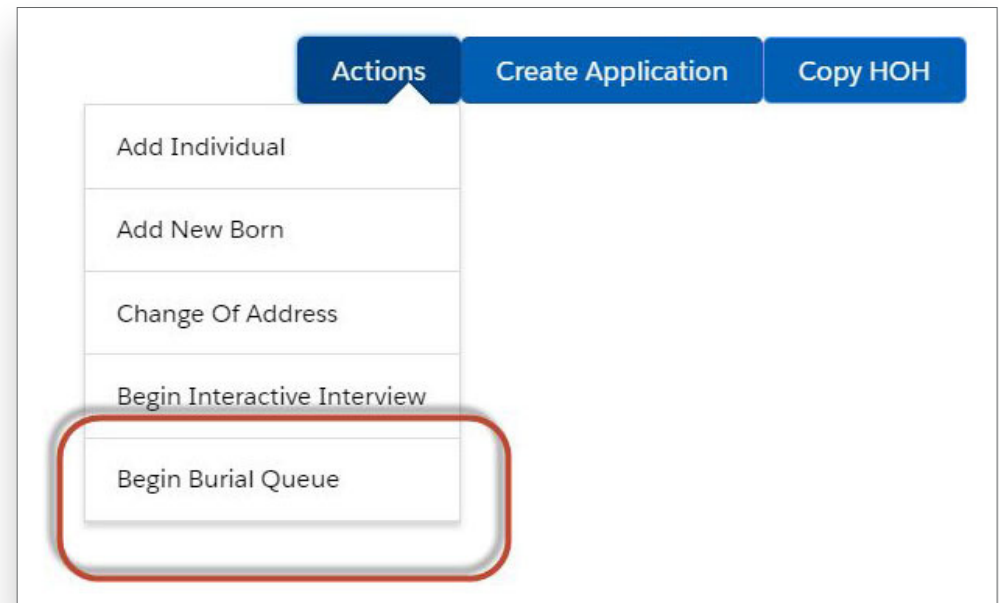 Actions Create Application Copy HOH
Add Individual
Add New Born
Change Of Address
Begin Interactive Interview
Begin Burial Queue